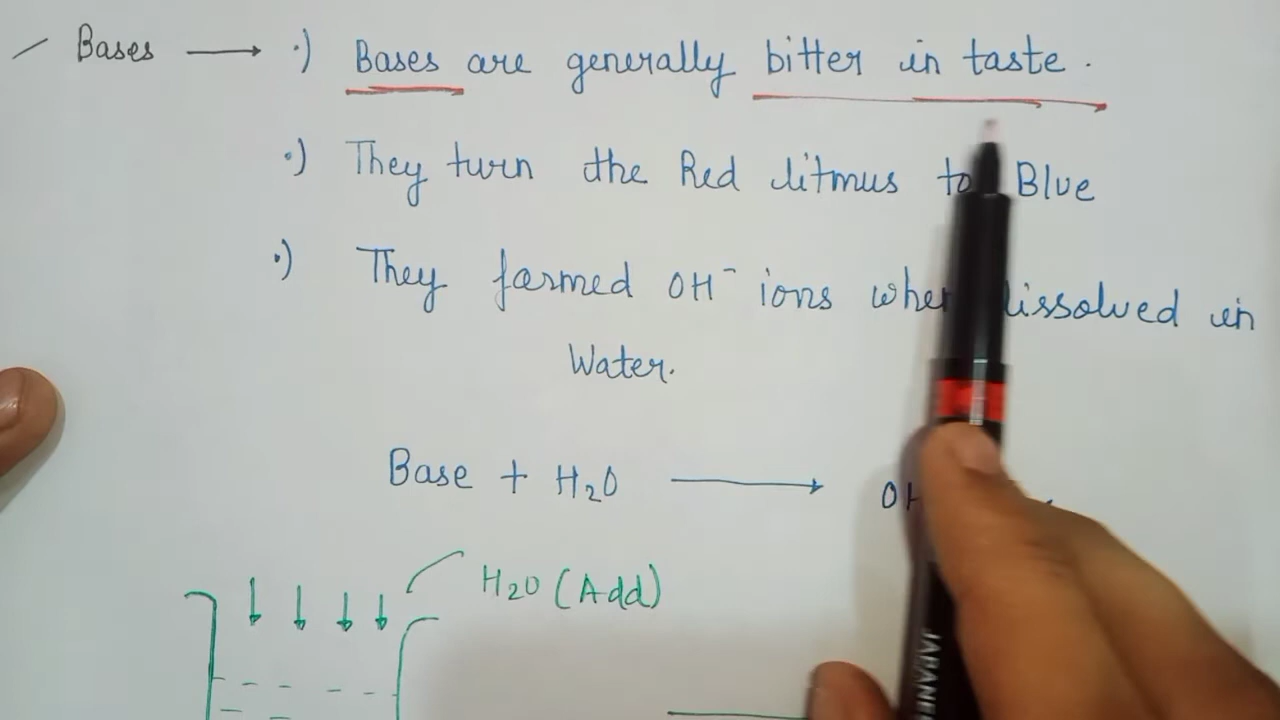 Bases → ·) Bases are generally bitter in taste.
·) They turn the Red litmus to Blue
·) They formed OH⁻ ions when dissolved in
Water.
Base + H₂O → OH
H₂O (Add)